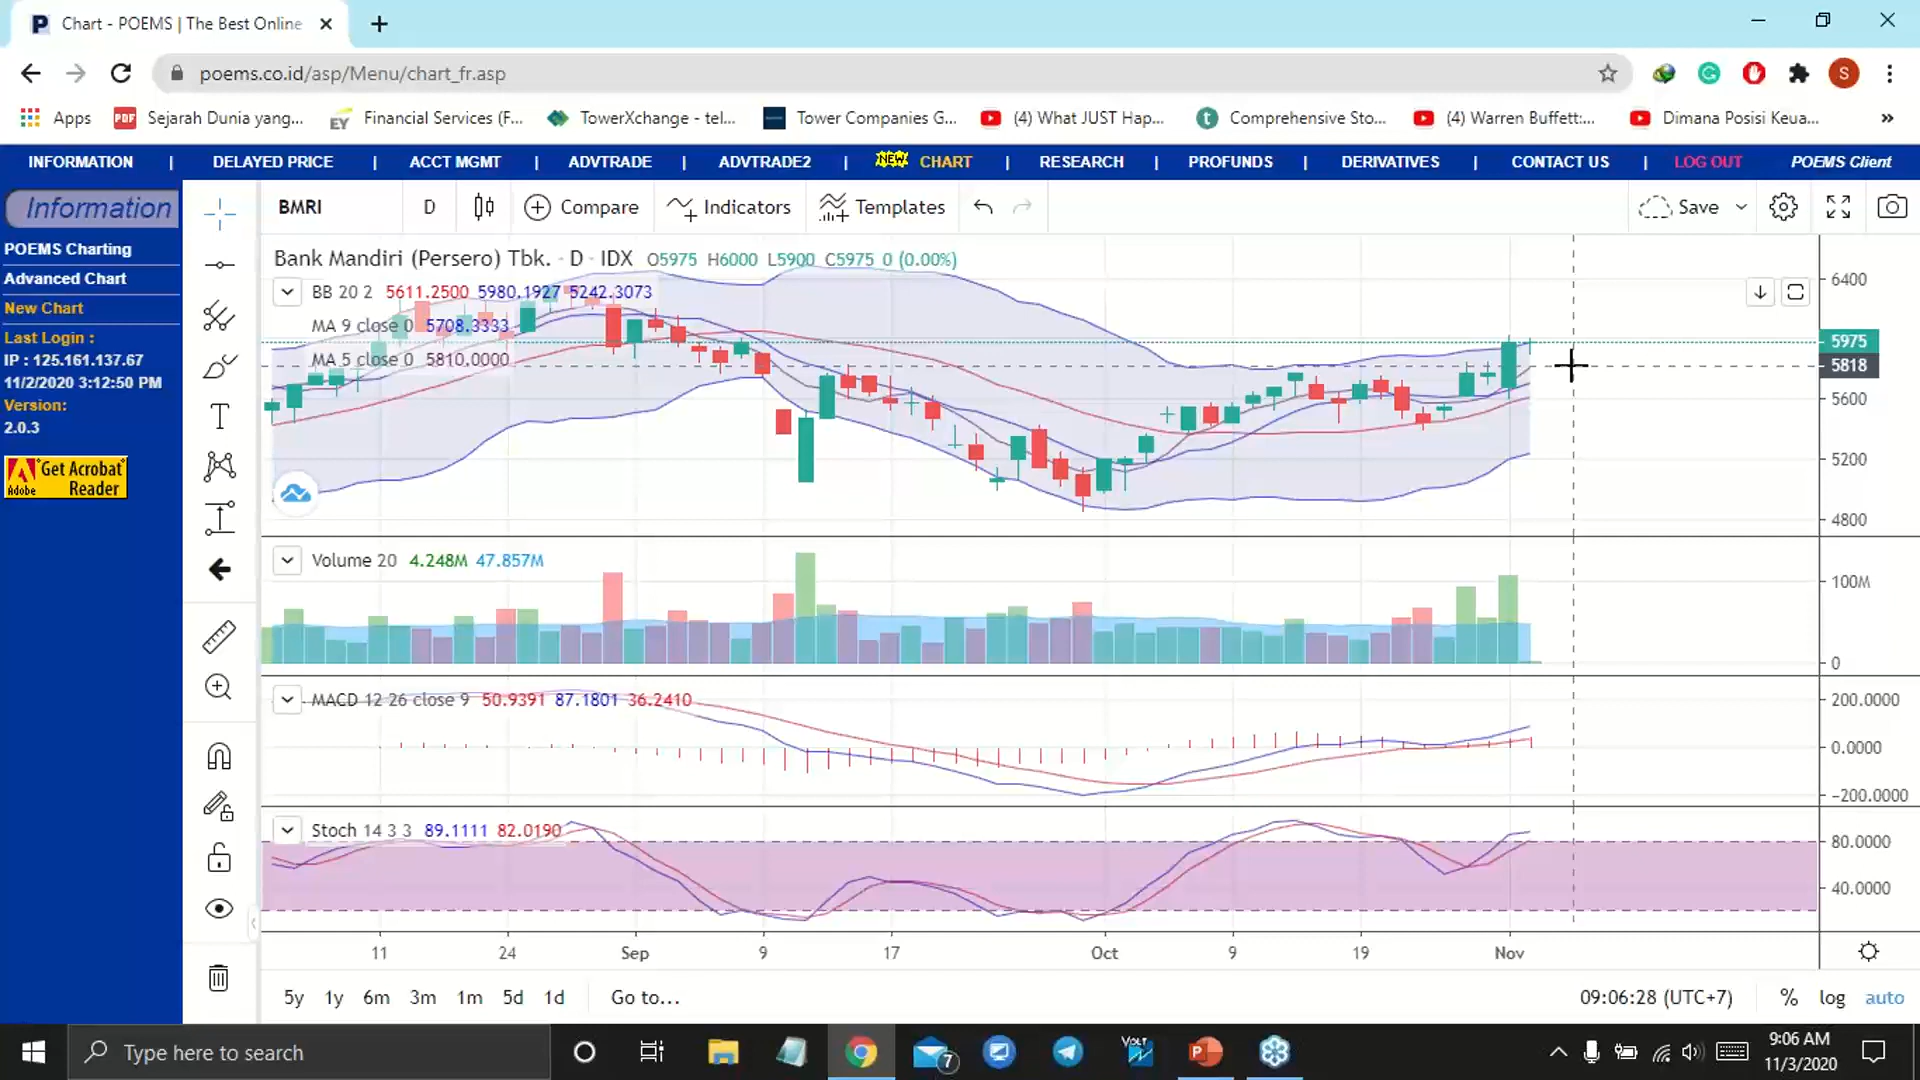 Chart - POEMS | The Best Online
poems.co.id/asp/Menu/chart_fr.asp
S
Apps
PDF
Sejarah Dunia yang...
EY
Financial Services (F...
TowerXchange - tel...
Tower Companies G...
(4) What JUST Hap...
Comprehensive Sto...
(4) Warren Buffett:...
Dimana Posisi Keua...
»
INFORMATION | DELAYED PRICE | ACCT MGMT | ADVTRADE | ADVTRADE2 | NEW CHART | RESEARCH | PROFUNDS | DERIVATIVES | CONTACT US | LOG OUT POEMS Client
Information
POEMS Charting
Advanced Chart
New Chart
Last Login :
IP : 125.161.137.67
11/2/2020 3:12:50 PM
Version:
2.0.3
Get Acrobat
Adobe Reader
BMRI D Compare Indicators Templates Save
Bank Mandiri (Persero) Tbk. - D - IDX O5975 H6000 L5900 C5975 0 (0.00%)
BB 20 2 5611.2500 5980.1927 5242.3073
MA 9 close 0 5708.3333
MA 5 close 0 5810.0000
6400
5975
5818
5600
5200
4800
Volume 20 4.248M 47.857M
100M
0
MACD 12 26 close 9 50.9391 87.1801 36.2410
200.0000
0.0000
-200.0000
Stoch 14 3 3 89.1111 82.0190
80.0000
40.0000
11 24 Sep 9 17 Oct 9 19 Nov
5y 1y 6m 3m 1m 5d 1d Go to... 09:06:28 (UTC+7) % log auto
Type here to search
7
VOLT
P
9:06 AM
11/3/2020